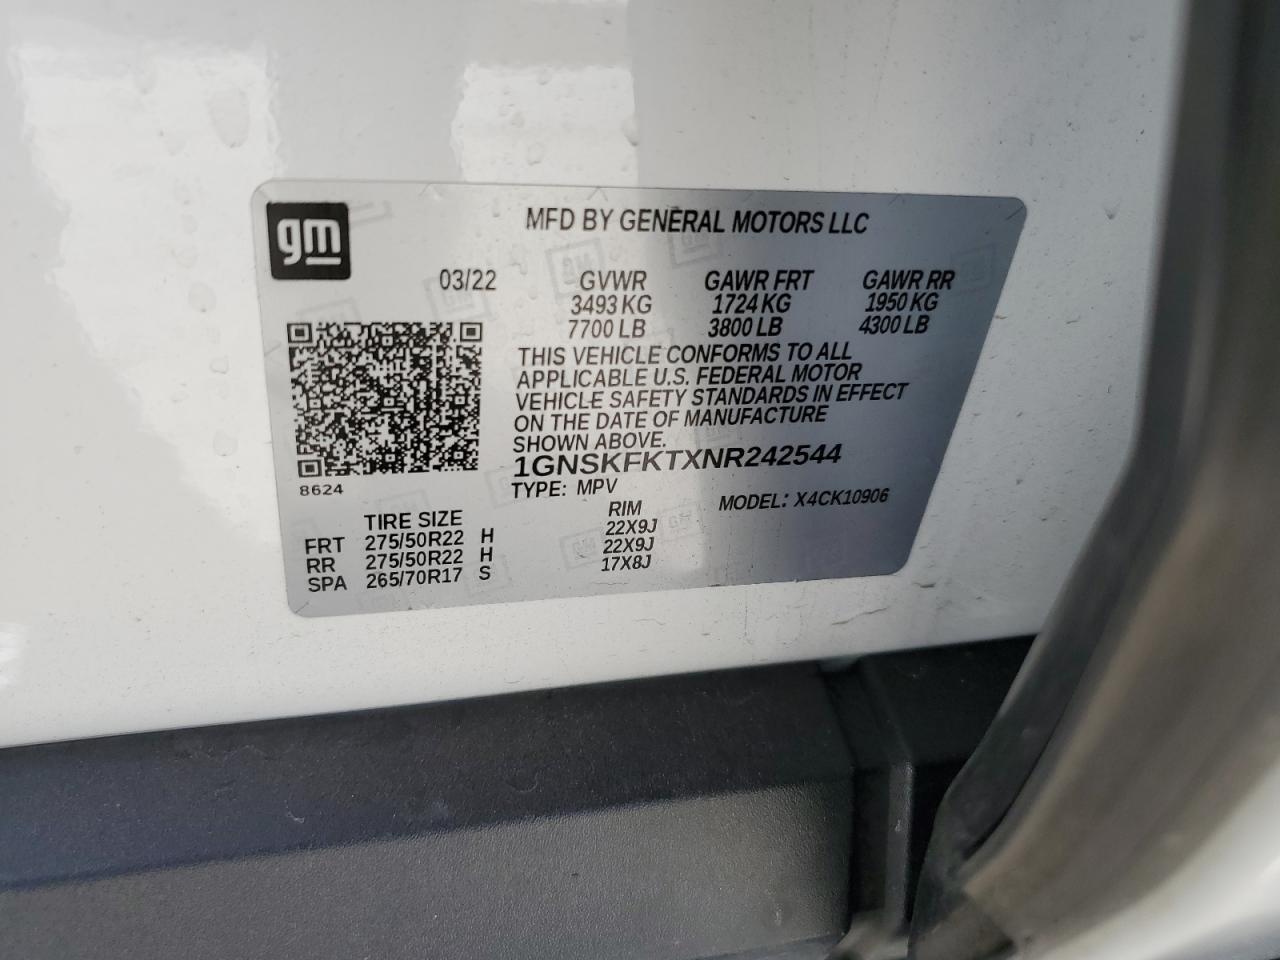 gm
MFD BY GENERAL MOTORS LLC
03/22 GVWR GAWR FRT GAWR RR
3493 KG 1724 KG 1950 KG
7700 LB 3800 LB 4300 LB
THIS VEHICLE CONFORMS TO ALL
APPLICABLE U.S. FEDERAL MOTOR
VEHICLE SAFETY STANDARDS IN EFFECT
ON THE DATE OF MANUFACTURE
SHOWN ABOVE.
1GNSKFKTXNR242544
8624
TYPE: MPV MODEL: X4CK10906
TIRE SIZE RIM
FRT 275/50R22 H 22X9J
RR 275/50R22 H 22X9J
SPA 265/70R17 S 17X8J